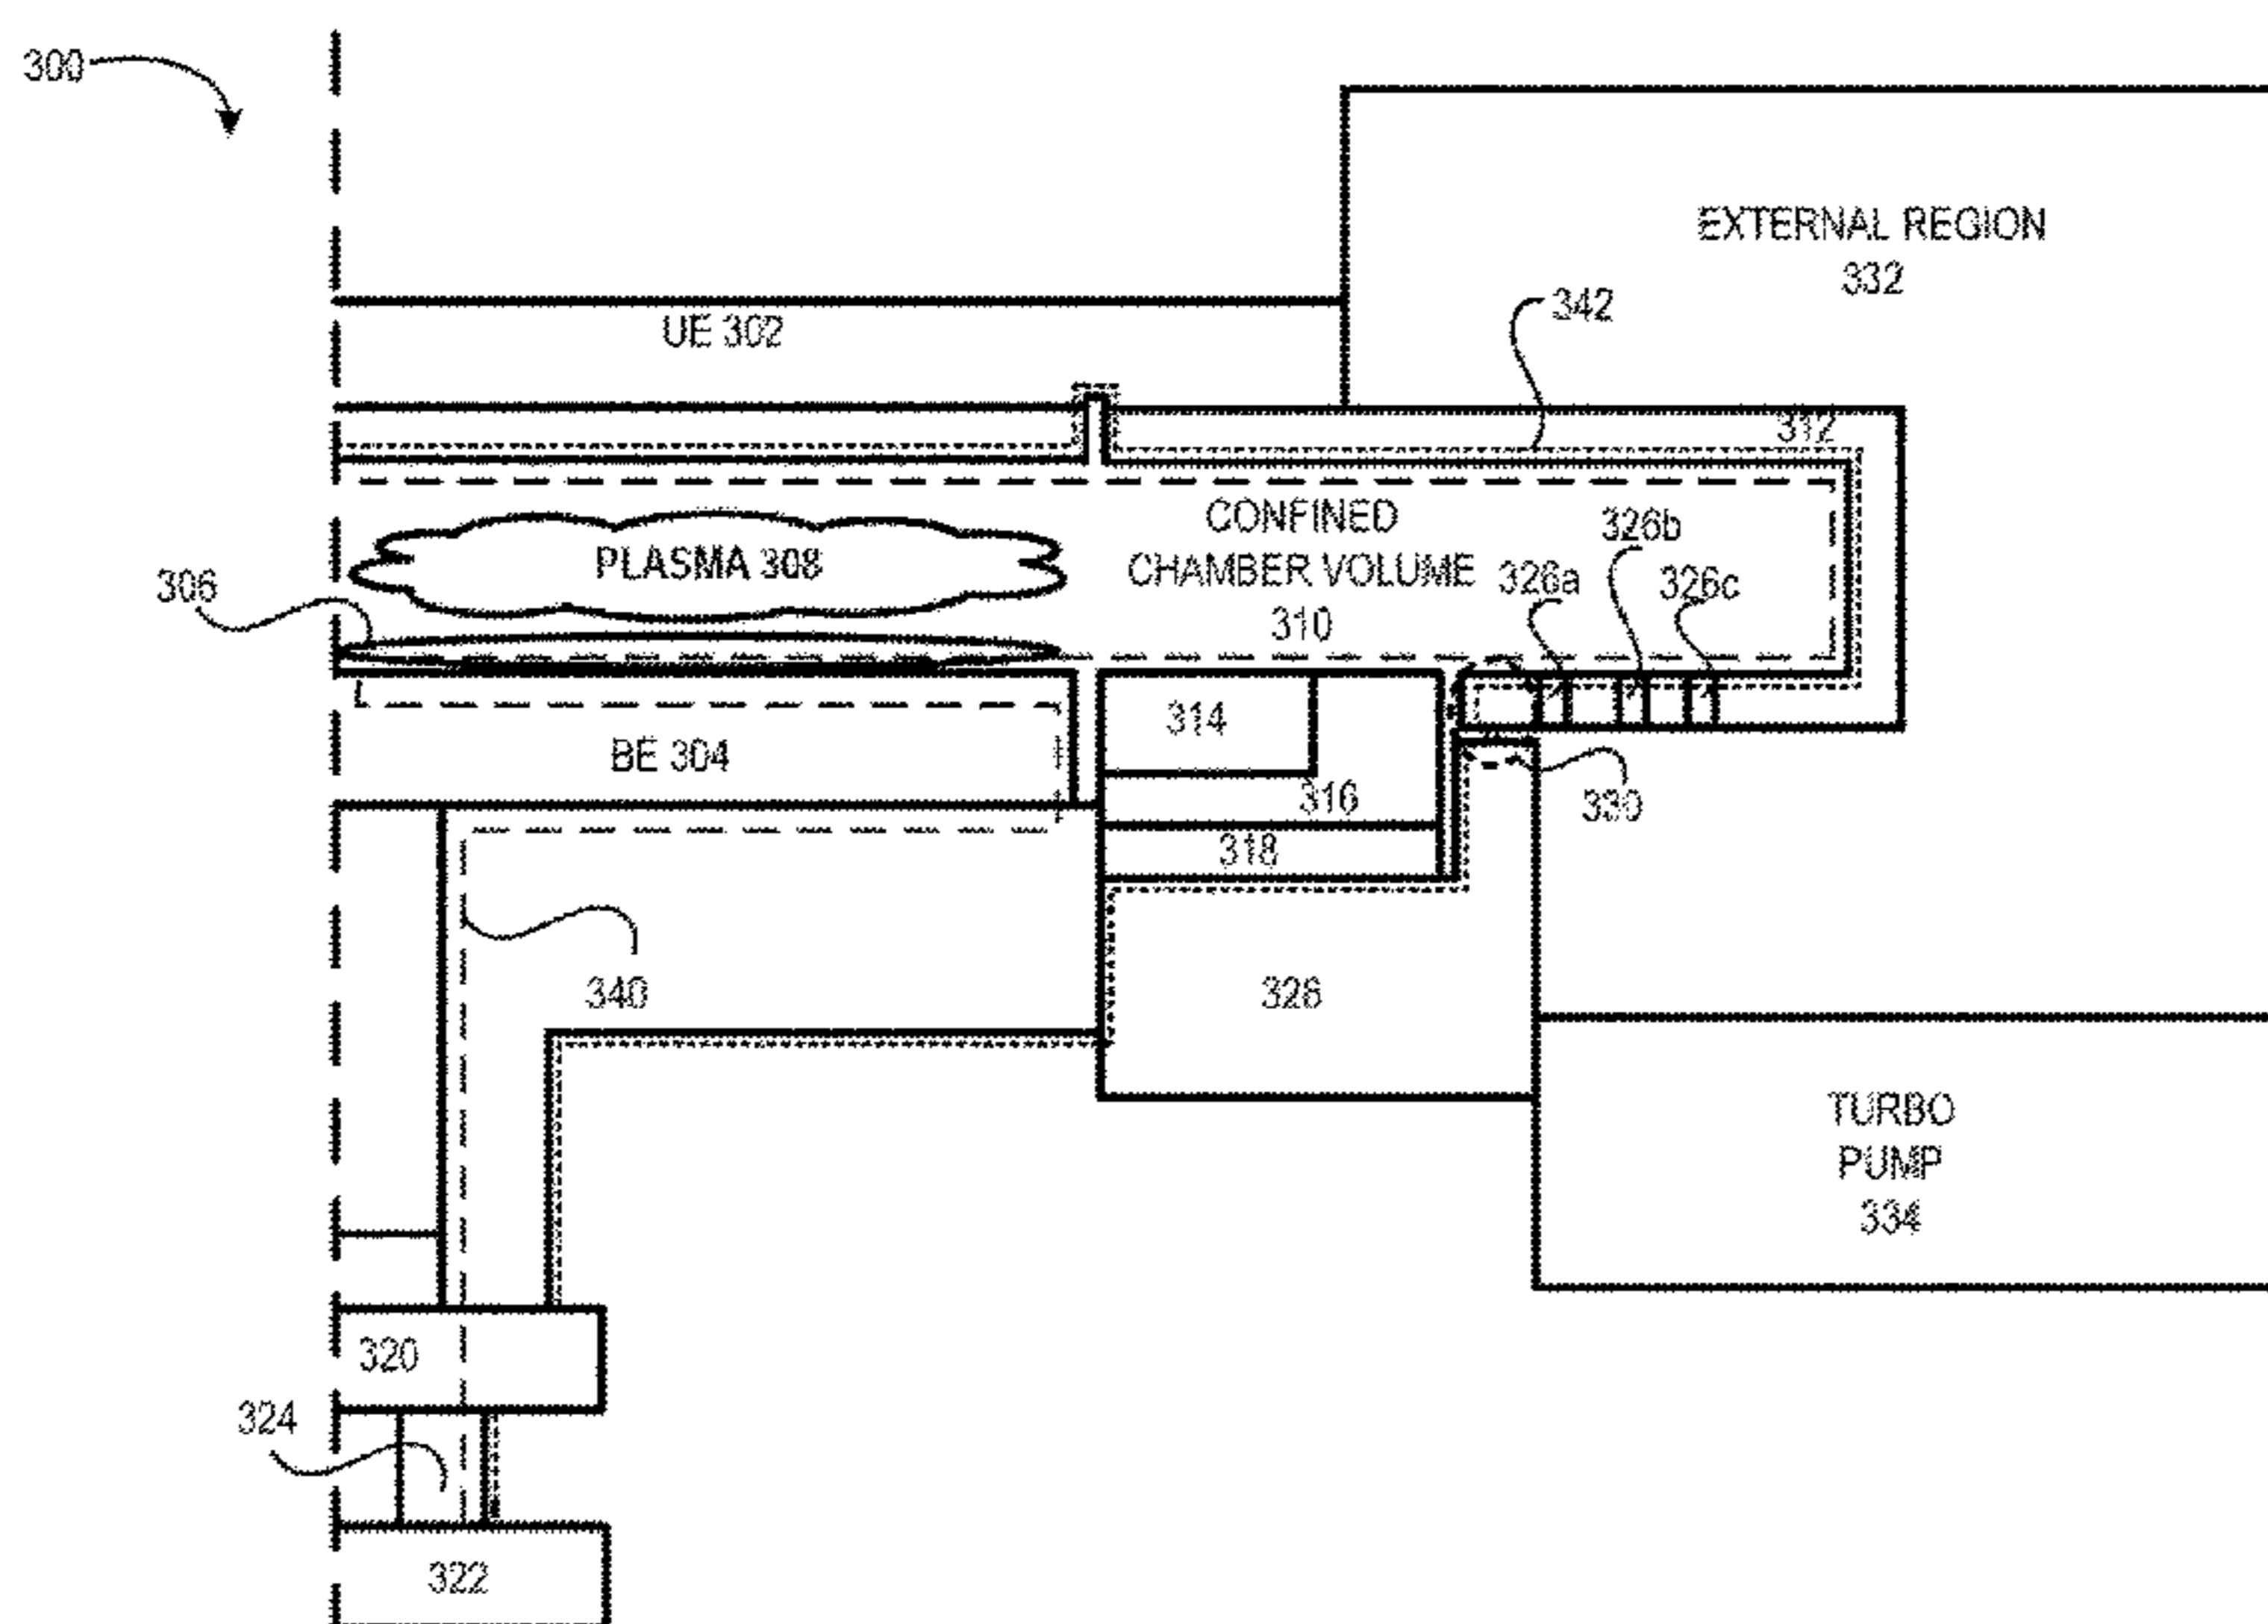 300
EXTERNAL REGION
332
342
UE 302
312
CONFINED
CHAMBER VOLUME
310
326a
326b
326c
PLASMA 308
306
314
BE 304
316
330
318
340
328
TURBO
PUMP
334
320
324
322